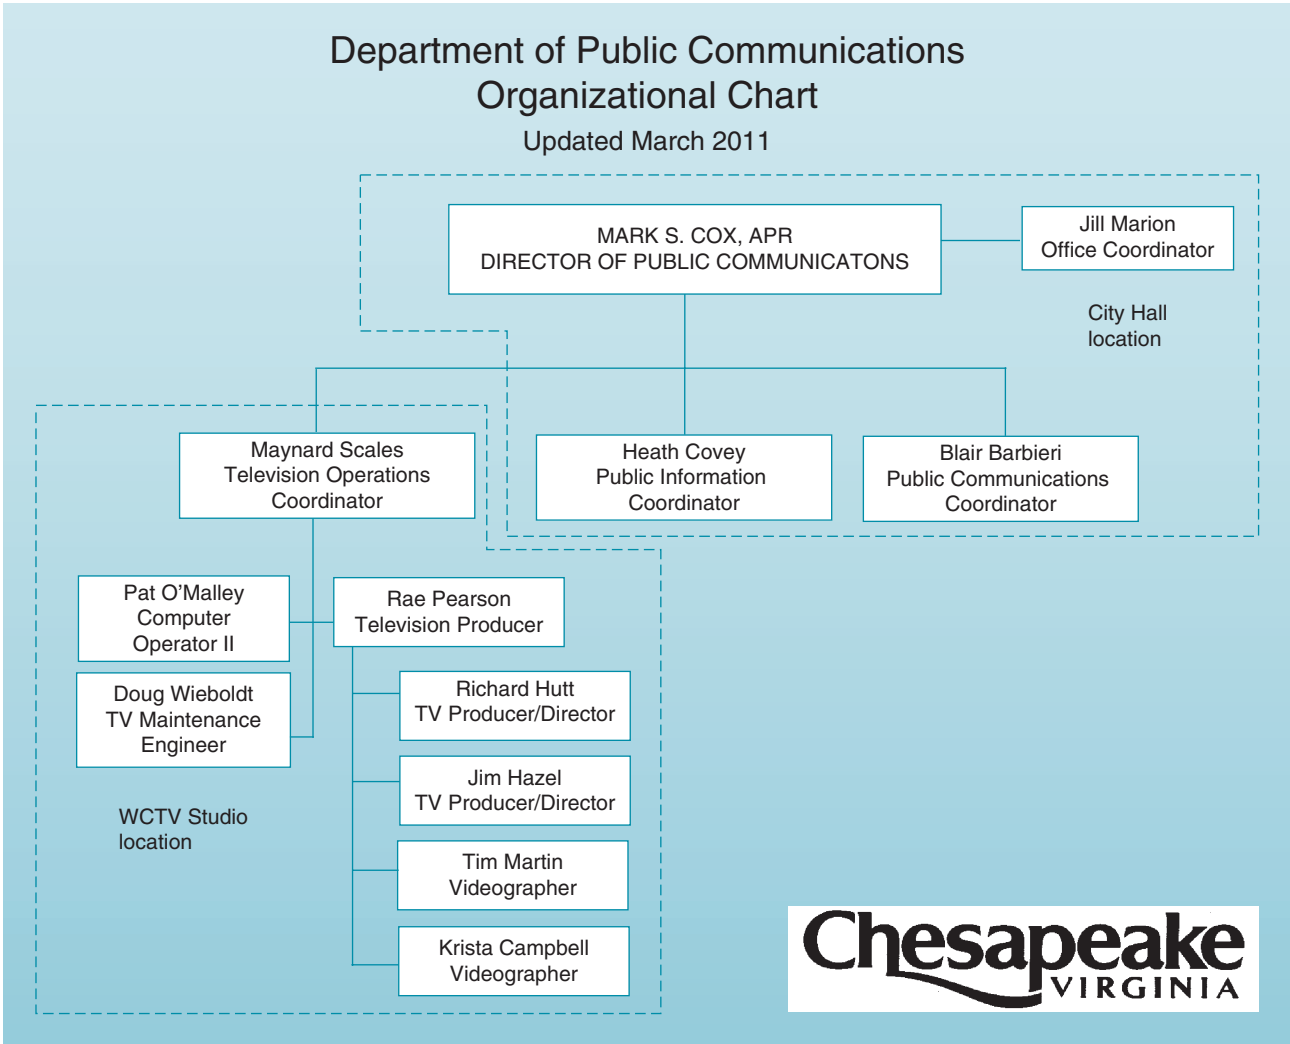 Department of Public Communications
Organizational Chart
Updated March 2011
MARK S. COX, APR
DIRECTOR OF PUBLIC COMMUNICATONS
Jill Marion
Office Coordinator
City Hall
location
Maynard Scales
Television Operations
Coordinator
Heath Covey
Public Information
Coordinator
Blair Barbieri
Public Communications
Coordinator
Pat O’Malley
Computer
Operator II
Rae Pearson
Television Producer
Doug Wieboldt
TV Maintenance
Engineer
Richard Hutt
TV Producer/Director
Jim Hazel
TV Producer/Director
WCTV Studio
location
Tim Martin
Videographer
Krista Campbell
Videographer
Chesapeake
VIRGINIA